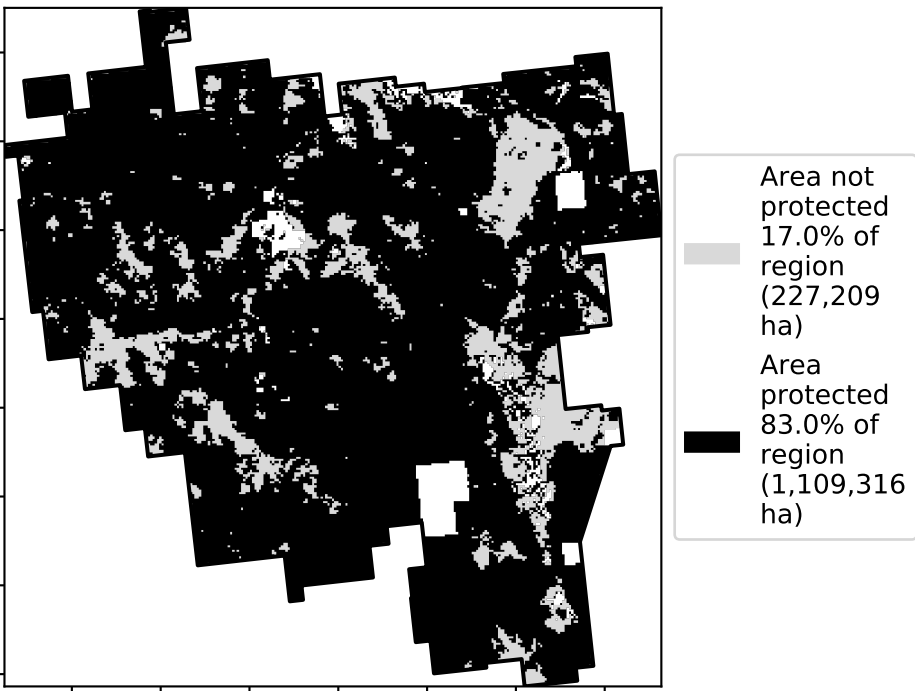 Area not
protected
17.0% of
region
(227,209
ha)
Area
protected
83.0% of
region
(1,109,316
ha)